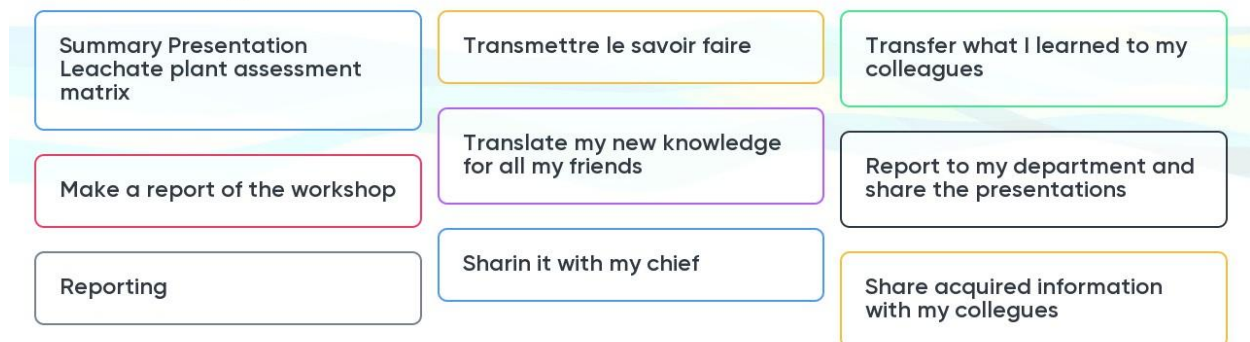 Summary Presentation
Leachate plant assessment
matrix
Make a report of the workshop
Reporting
Transmettre le savoir faire
Translate my new knowledge
for all my friends
Sharin it with my chief
Transfer what I learned to my
colleagues
Report to my department and
share the presentations
Share acquired information
with my collegues